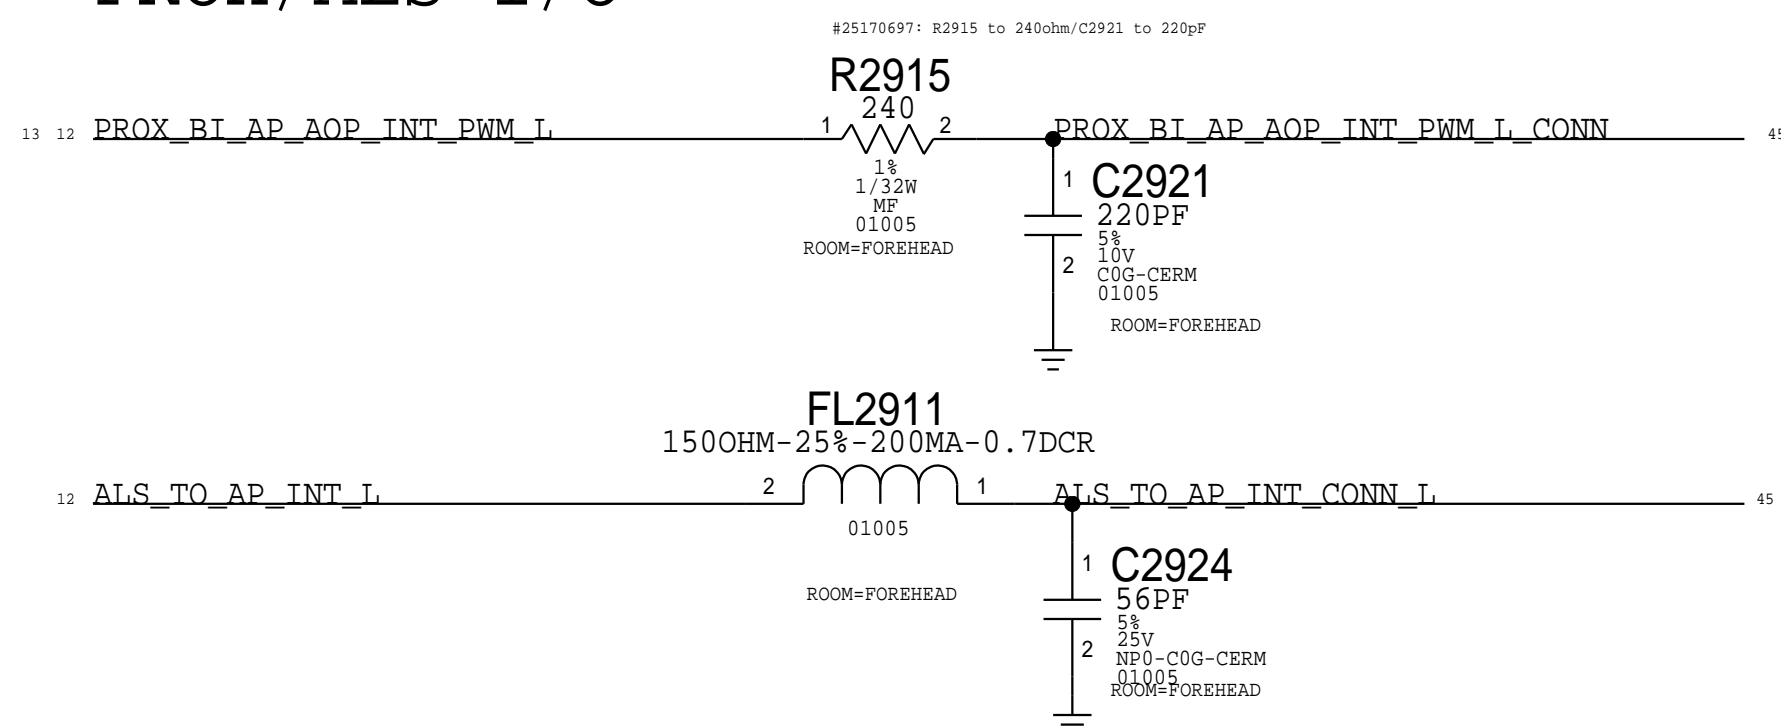 PROX/ALS I/O
#25170697: R2915 to 240ohm/C2921 to 220pF
R2915
240
13 12 PROX_BI_AP_AOP_INT_PWM_L 1 2 PROX_BI_AP_AOP_INT_PWM_L_CONN 45
1%
1/32W
MF
01005
ROOM=FOREHEAD
1 C2921
220PF
5%
10V
2
C0G-CERM
01005
ROOM=FOREHEAD
FL2911
150OHM-25%-200MA-0.7DCR
12 ALS_TO_AP_INT_L 2 1 ALS_TO_AP_INT_CONN_L 45
01005
ROOM=FOREHEAD
1 C2924
56PF
5%
25V
2
NP0-C0G-CERM
01005
ROOM=FOREHEAD